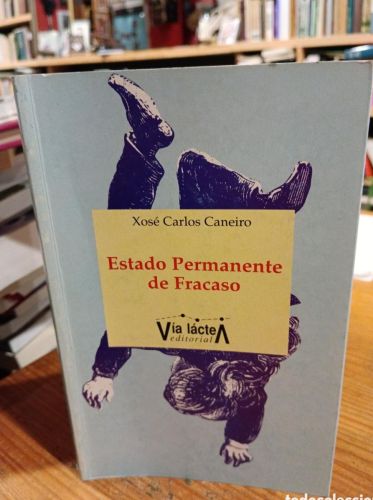 Xosé Carlos Caneiro
Estado Permanente
de Fracaso
Vía lácteA
editorial